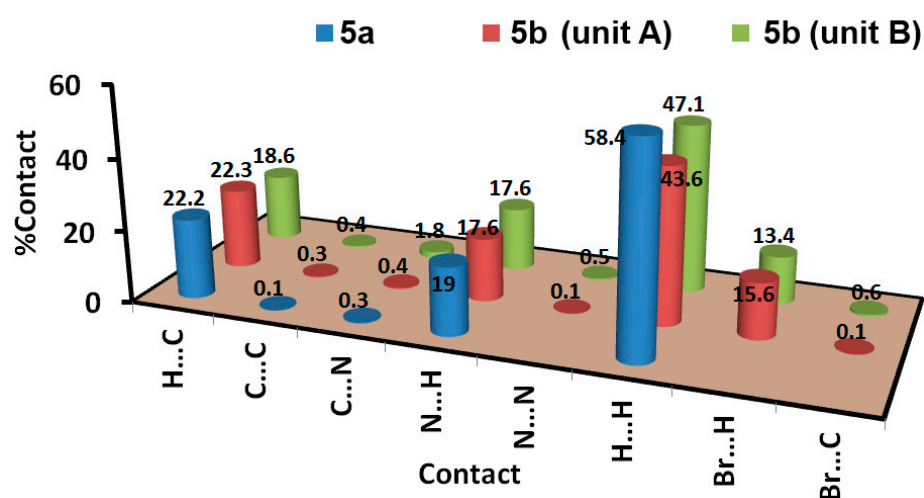 5a 5b (unit A) 5b (unit B)
%Contact
60
40
20
0
22.2 22.3 18.6
0.1 0.3 0.4
0.3 0.4 1.8
19 17.6 17.6
0.1 0.5
58.4 43.6 47.1
15.6 13.4
0.1 0.6
H...C
C...C
C...N
N...H
N...N
H...H
Br...H
Br...C
Contact